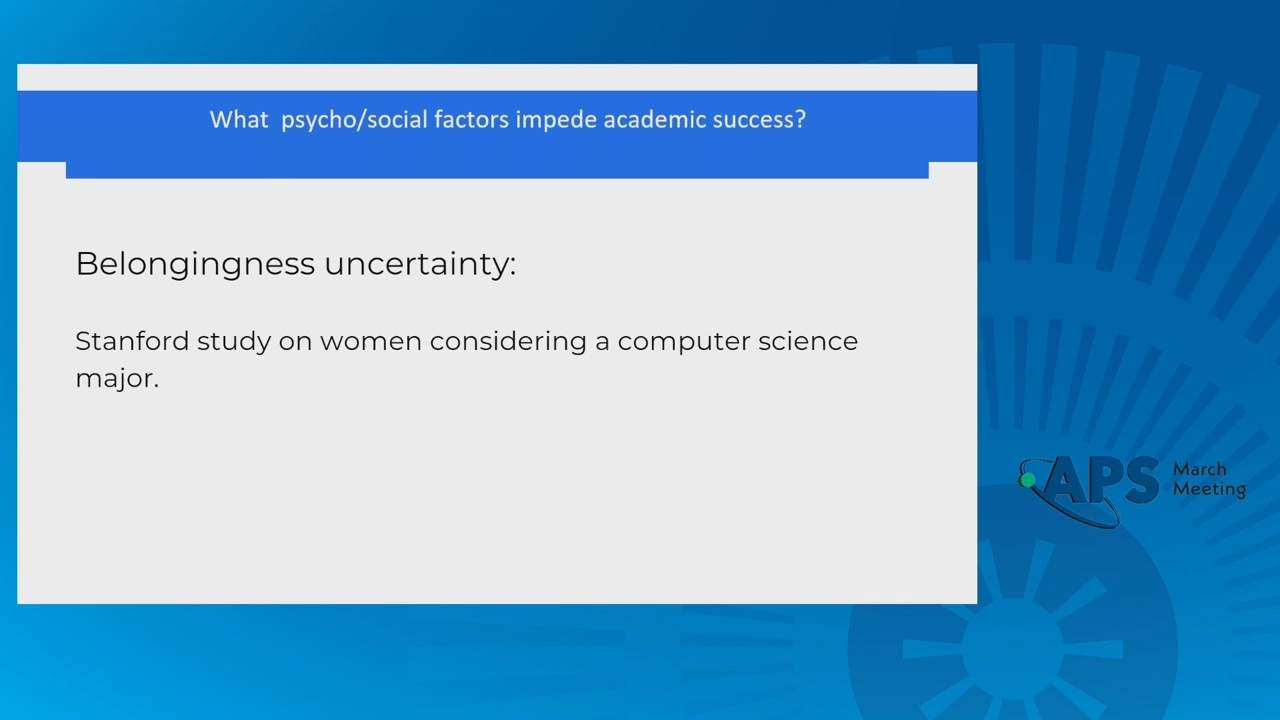 What  psycho/social factors impede academic success?
Belongingness uncertainty:
Stanford study on women considering a computer science
major.
APS March
Meeting